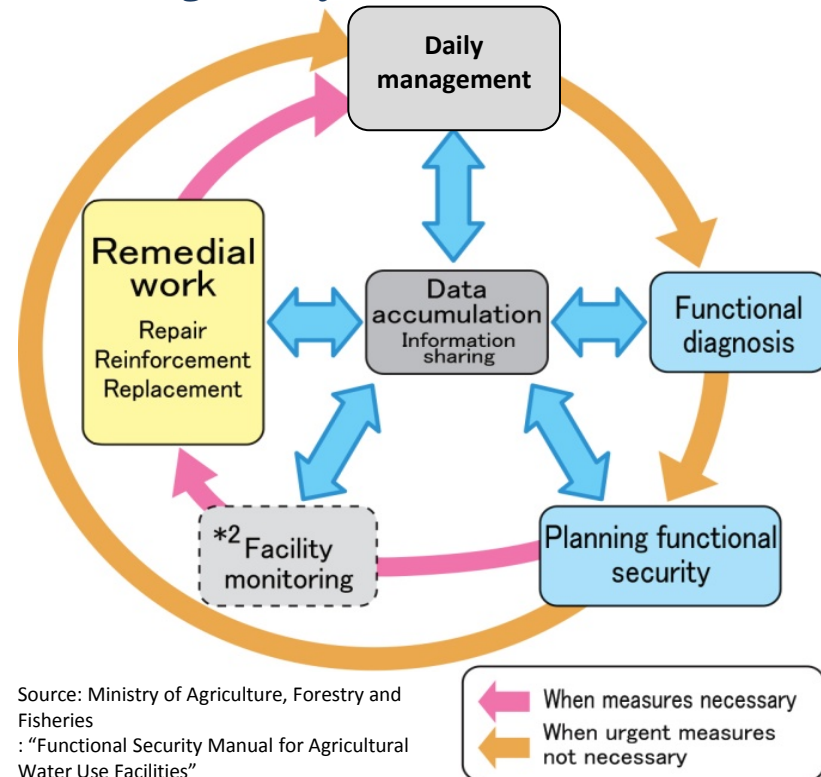 Daily
management
Remedial
work
Repair
Reinforcement
Replacement
Data
accumulation
Information
sharing
Functional
diagnosis
*2 Facility
monitoring
Planning functional
security
Source: Ministry of Agriculture, Forestry and
Fisheries
: “Functional Security Manual for Agricultural
Water Use Facilities”
When measures necessary
When urgent measures
not necessary